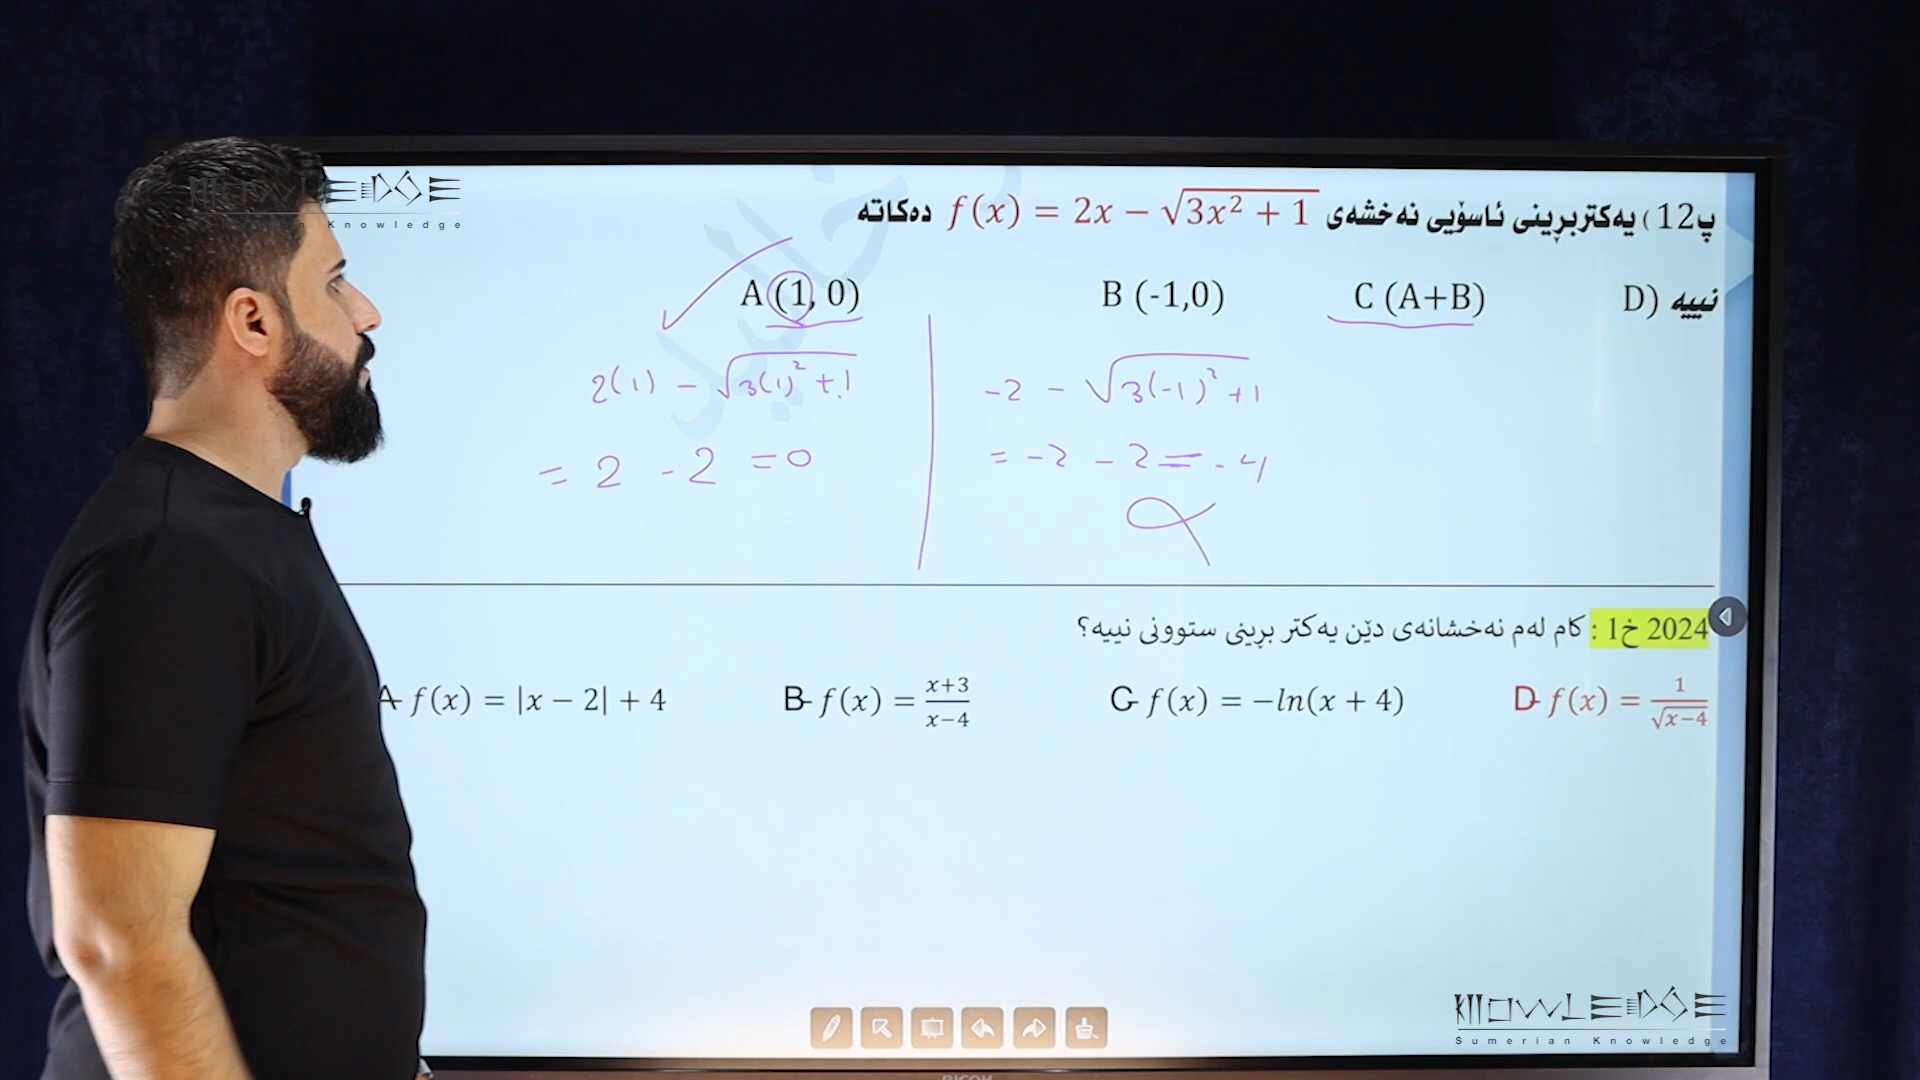 پ12) یەکتربڕینی ئاسۆیی نەخشەی f(x) = 2x − √(3x² + 1) دەکاتە
A (1, 0) B (-1,0) C (A+B) D) نییە
2(1) − √(3(1)² + 1)
= 2 - 2 = 0
-2 - √(3(-1)² + 1)
= -2 - 2 = -4
2024 خ1 : کام لەم نەخشانەی دێن یەکتر بڕینی ستوونی نییە؟
A- f(x) = |x − 2| + 4 B- f(x) = (x+3)/(x−4) C- f(x) = −ln(x + 4) D- f(x) = 1/√(x−4)
KNOWLEDGE
Sumerian Knowledge
RICOH